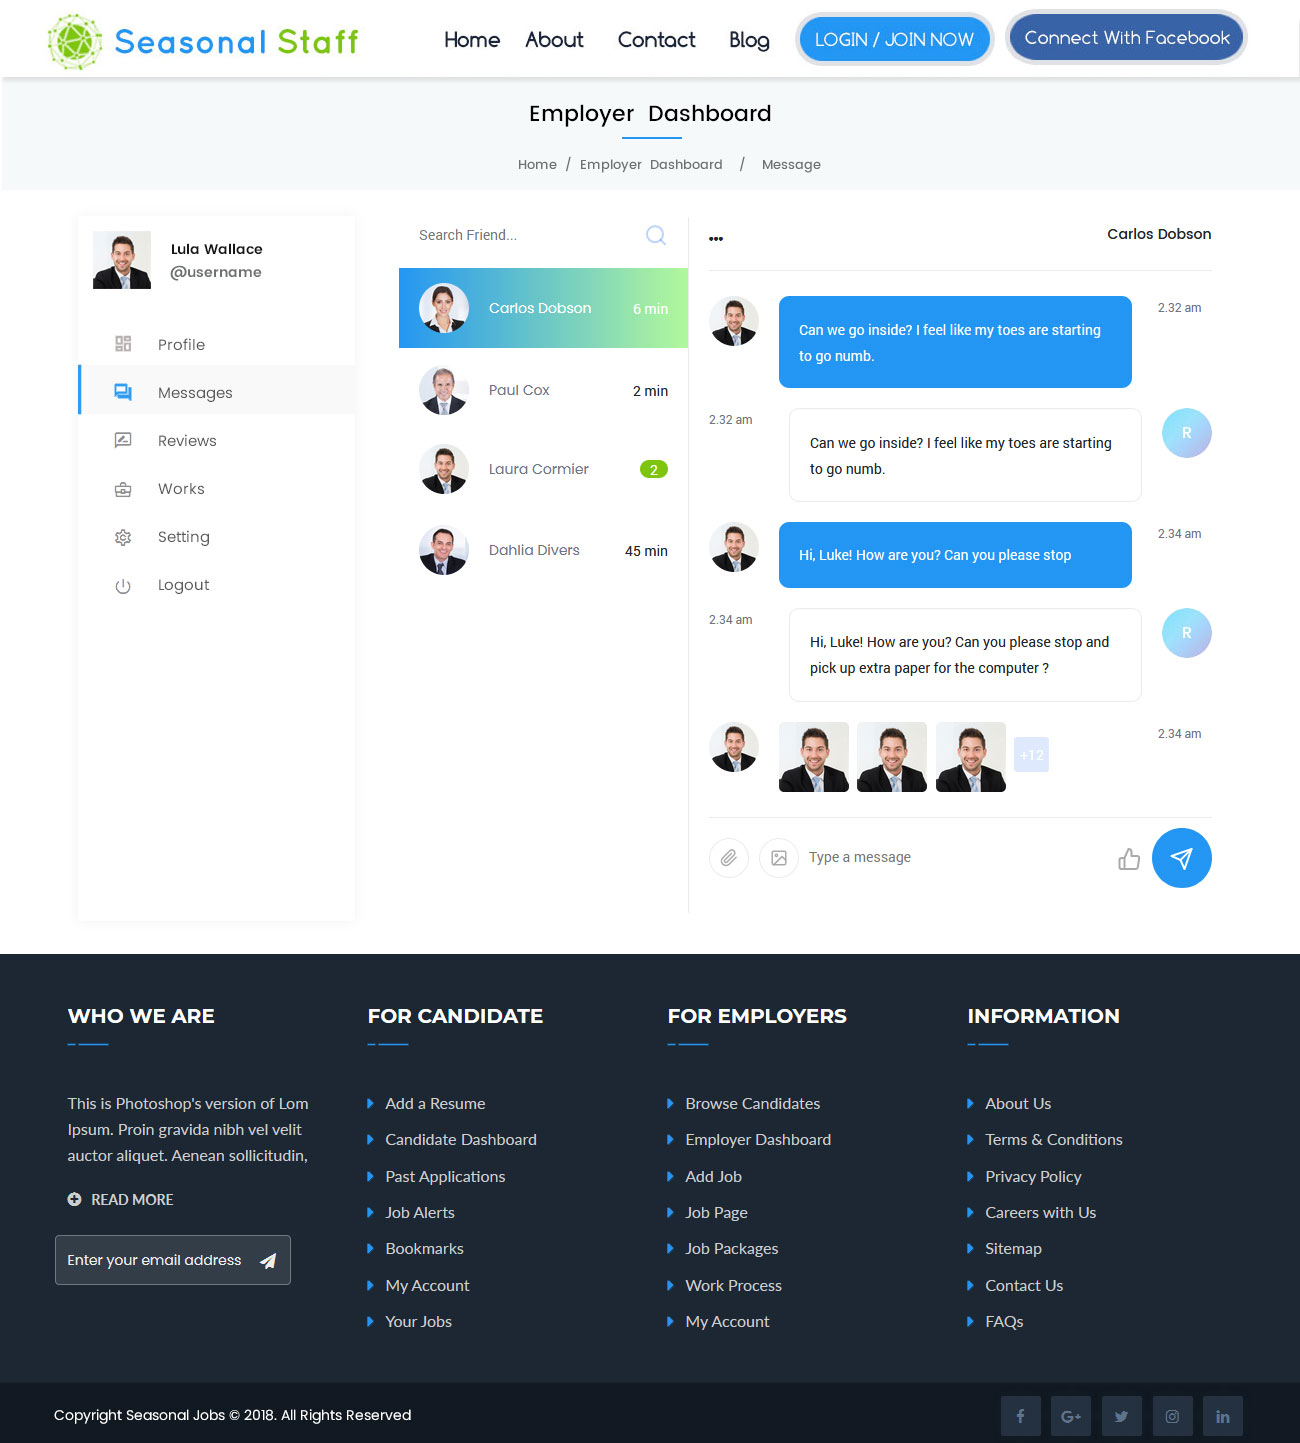 Seasonal Staff
Home About Contact Blog LOGIN / JOIN NOW Connect With Facebook
Employer Dashboard
Home / Employer Dashboard / Message
Lula Wallace
@username
Profile
Messages
Reviews
Works
Setting
Logout
Search Friend...
Carlos Dobson 6 min
Paul Cox 2 min
Laura Cormier 2
Dahlia Divers 45 min
••• Carlos Dobson
Can we go inside? I feel like my toes are starting
to go numb.
2.32 am
2.32 am
Can we go inside? I feel like my toes are starting
to go numb.
R
Hi, Luke! How are you? Can you please stop
2.34 am
2.34 am
Hi, Luke! How are you? Can you please stop and
pick up extra paper for the computer ?
R
+12
2.34 am
Type a message
WHO WE ARE
This is Photoshop's version of Lom
Ipsum. Proin gravida nibh vel velit
auctor aliquet. Aenean sollicitudin,
READ MORE
Enter your email address
FOR CANDIDATE
Add a Resume
Candidate Dashboard
Past Applications
Job Alerts
Bookmarks
My Account
Your Jobs
FOR EMPLOYERS
Browse Candidates
Employer Dashboard
Add Job
Job Page
Job Packages
Work Process
My Account
INFORMATION
About Us
Terms & Conditions
Privacy Policy
Careers with Us
Sitemap
Contact Us
FAQs
Copyright Seasonal Jobs © 2018. All Rights Reserved